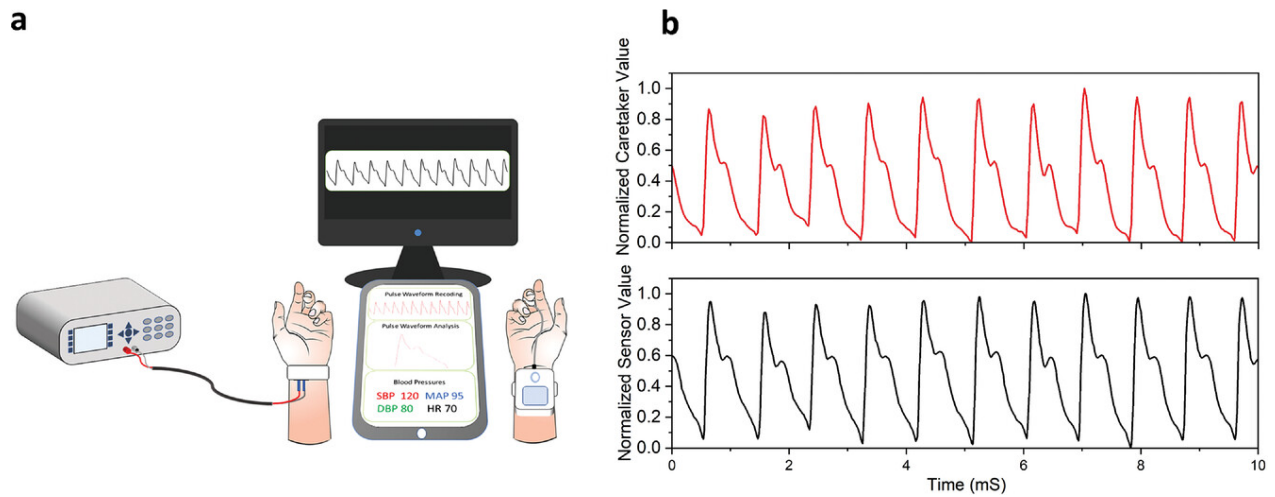 a
Pulse Waveform Recoding
Pulse Waveform Analysis
Blood Pressures
SBP 120 MAP 95
DBP 80 HR 70
b
Normalized Caretaker Value
1.0
0.8
0.6
0.4
0.2
0.0
Normalized Sensor Value
1.0
0.8
0.6
0.4
0.2
0.0
0 2 4 6 8 10
Time (mS)